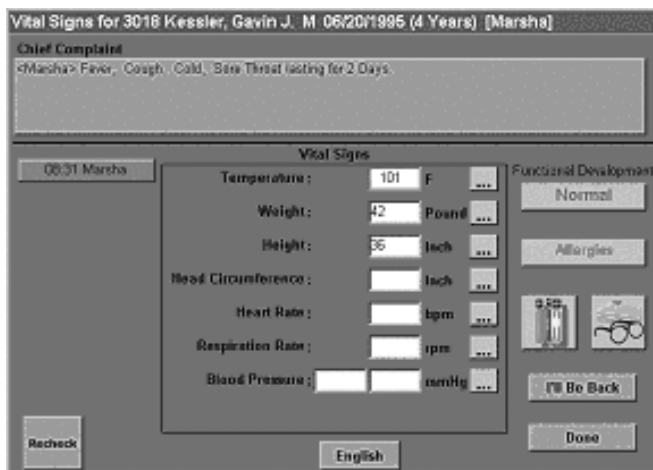 Vital Signs for 3018 Kessler, Gavin J. M 06/20/1995 (4 Years) [Marsha]
Chief Complaint
<Marsha> Fever, Cough, Cold, Sore Throat lasting for 2 Days.
Vital Signs
08:31 Marsha
Temperature: 101 F ...
Weight: 42 Pound ...
Height: 36 Inch ...
Head Circumference: Inch ...
Heart Rate: bpm ...
Respiration Rate: rpm ...
Blood Pressure: mmHg ...
Functional Development
Normal
Allergies
I'll Be Back
Done
Recheck
English